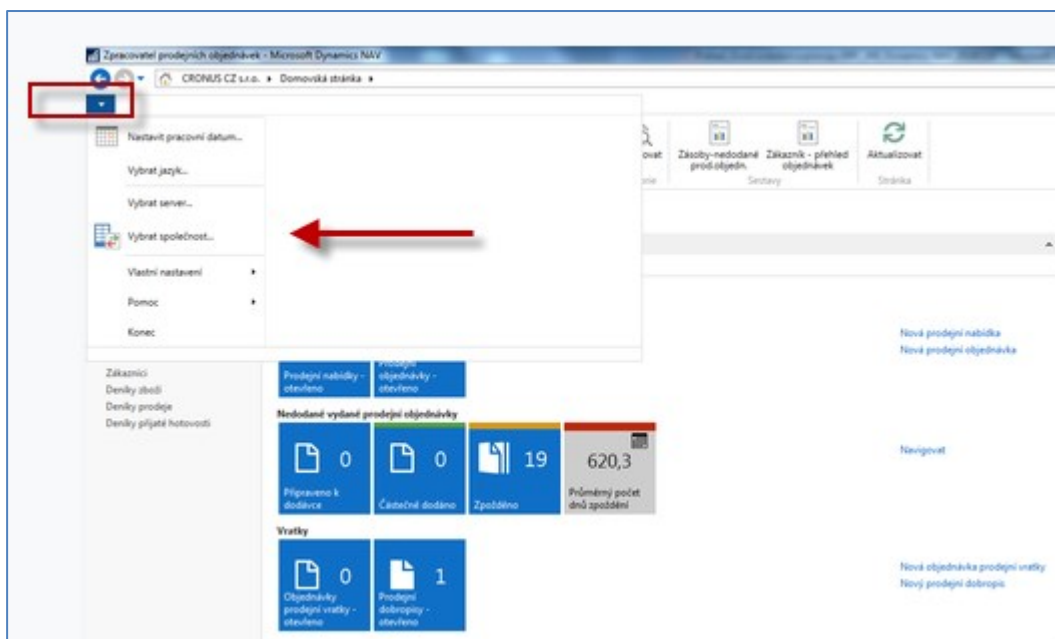 Zpracovatel prodejních objednávek - Microsoft Dynamics NAV
CRONUS CZ s.r.o. ▸ Domovská stránka ▸
Nastavit pracovní datum...
Vybrat jazyk...
Vybrat server...
Vybrat společnost...
Vlastní nastavení
Pomoc
Konec
ovat
Zásoby-nedodané
prod.objedn.
Zákazník - přehled
objednávek
Aktualizovat
Sestavy
Stránka
Nová prodejní nabídka
Nová prodejní objednávka
Zákazníci
Deníky zboží
Deníky prodeje
Deníky přijaté hotovosti
Prodejní nabídky -
otevřeno
Prodejní
objednávky -
otevřeno
Nedodané vydané prodejní objednávky
0
Připraveno k
dodávce
0
Částečně dodáno
19
Zpožděno
620,3
Průměrný počet
dnů zpoždění
Navigovat
Vratky
0
Objednávky
prodejní vratky -
otevřeno
1
Prodejní
dobropisy -
otevřeno
Nová objednávka prodejní vratky
Nový prodejní dobropis